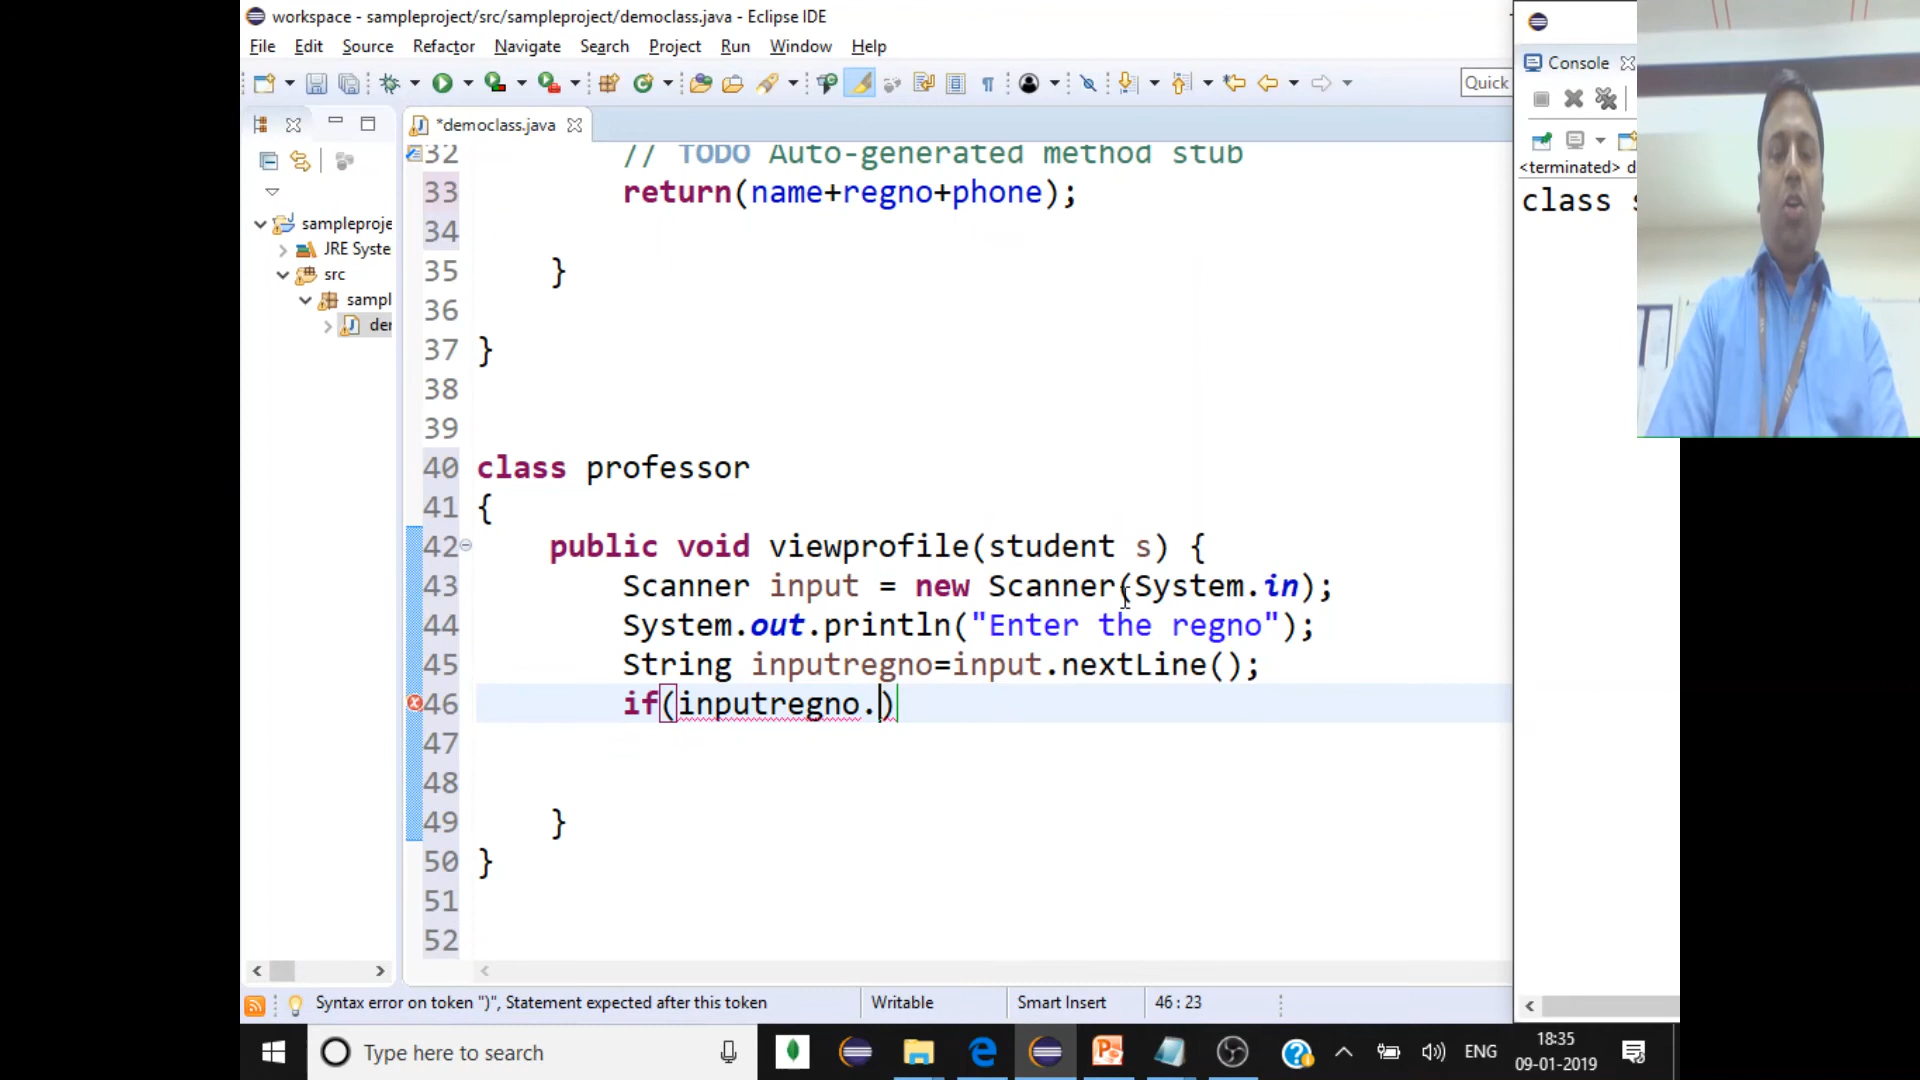 workspace - sampleproject/src/sampleproject/democlass.java - Eclipse IDE
File Edit Source Refactor Navigate Search Project Run Window Help
Quick
Console
<terminated> d
class s
*democlass.java
sampleproje
JRE Syste
src
sampl
der
32 // TODO Auto-generated method stub
33 return(name+regno+phone);
34
35 }
36
37 }
38
39
40 class professor
41 {
42 public void viewprofile(student s) {
43 Scanner input = new Scanner(System.in);
44 System.out.println("Enter the regno");
45 String inputregno=input.nextLine();
46 if(inputregno.)
47
48
49 }
50 }
51
52
Syntax error on token ")", Statement expected after this token
Writable
Smart Insert
46 : 23
Type here to search
ENG
18:35
09-01-2019